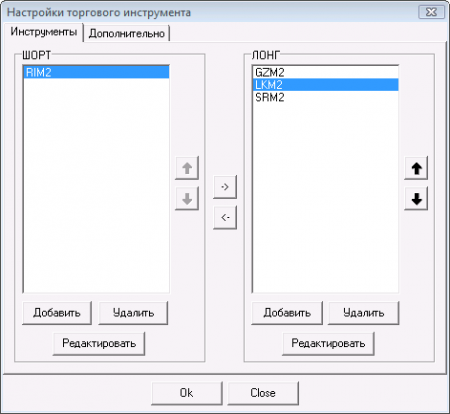 Настройки торгового инструмента
Инструменты Дополнительно
ШОРТ
RIM2
ЛОНГ
GZM2
LKM2
SRM2
->
<-
Добавить Удалить
Редактировать
Добавить Удалить
Редактировать
Ok Close